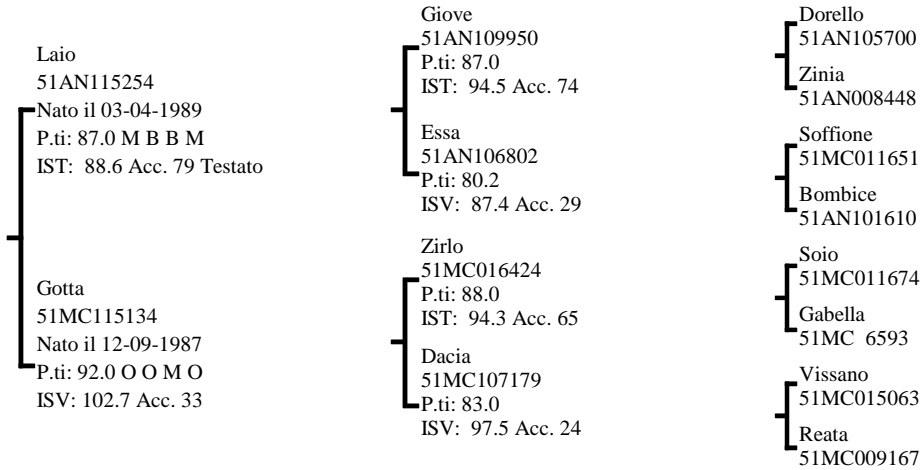 Laio
51AN115254
Nato il 03-04-1989
P.ti: 87.0 M B B M
IST: 88.6 Acc. 79 Testato
Gotta
51MC115134
Nato il 12-09-1987
P.ti: 92.0 O O M O
ISV: 102.7 Acc. 33
Giove
51AN109950
P.ti: 87.0
IST: 94.5 Acc. 74
Essa
51AN106802
P.ti: 80.2
ISV: 87.4 Acc. 29
Zirlo
51MC016424
P.ti: 88.0
IST: 94.3 Acc. 65
Dacia
51MC107179
P.ti: 83.0
ISV: 97.5 Acc. 24
Dorello
51AN105700
Zinia
51AN008448
Soffione
51MC011651
Bombice
51AN101610
Soio
51MC011674
Gabella
51MC 6593
Vissano
51MC015063
Reata
51MC009167